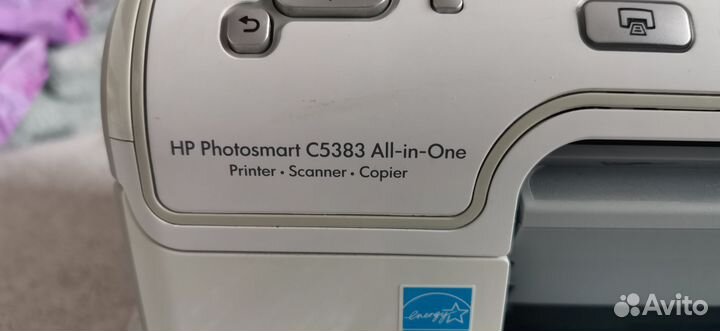 HP Photosmart C5383 All-in-One
Printer • Scanner • Copier
energy
Avito